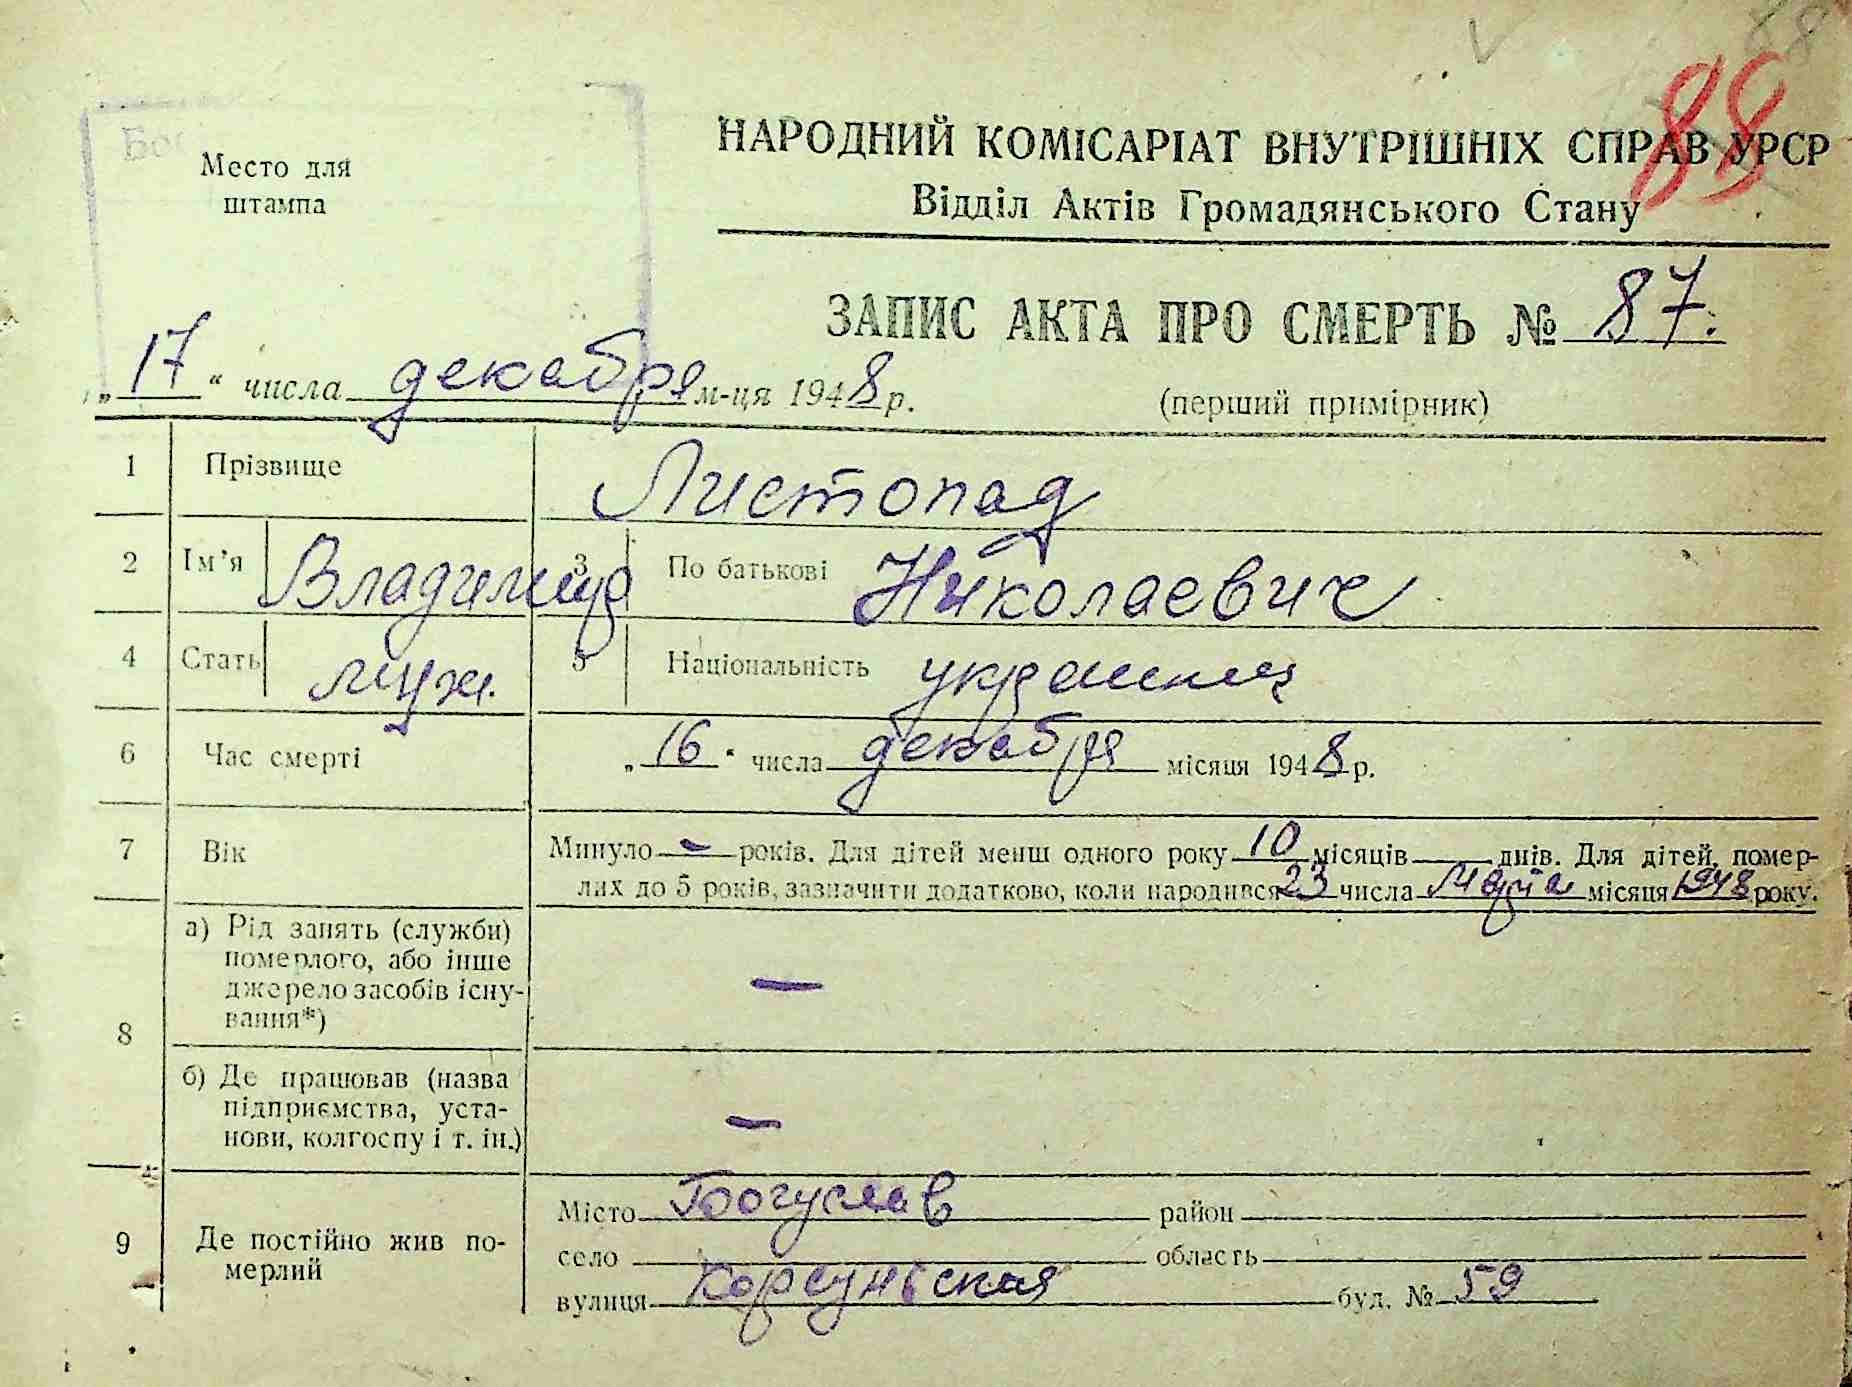 88
88
НАРОДНИЙ КОМІСАРІАТ ВНУТРІШНІХ СПРАВ УРСР
Відділ Актів Громадянського Стану
Место для
штампа
ЗАПИС АКТА ПРО СМЕРТЬ № 87.
„17“ числа декабря м-ця 1948 р.
(перший примірник)
1 Прізвище Листопад
2 Ім'я Владимир 3 По батькові Николаевич
4 Стать муж. 5 Національність украинец
6 Час смерті „16" числа декабря місяця 1948 р.
7 Вік Минуло — років. Для дітей менш одного року 10 місяців ___ днів. Для дітей, помер-
лих до 5 років, зазначити додатково, коли народився 23 числа Марта місяця 1948 року.
8 а) Рід занять (служби)
померлого, або інше
джерело засобів існу-
вання*) —
б) Де працював (назва
підприємства, уста-
нови, колгоспу і т. ін.) —
9 Де постійно жив по-
мерлий
Місто Богуслав район
село область
вулиця Корсуньская буд. № 59